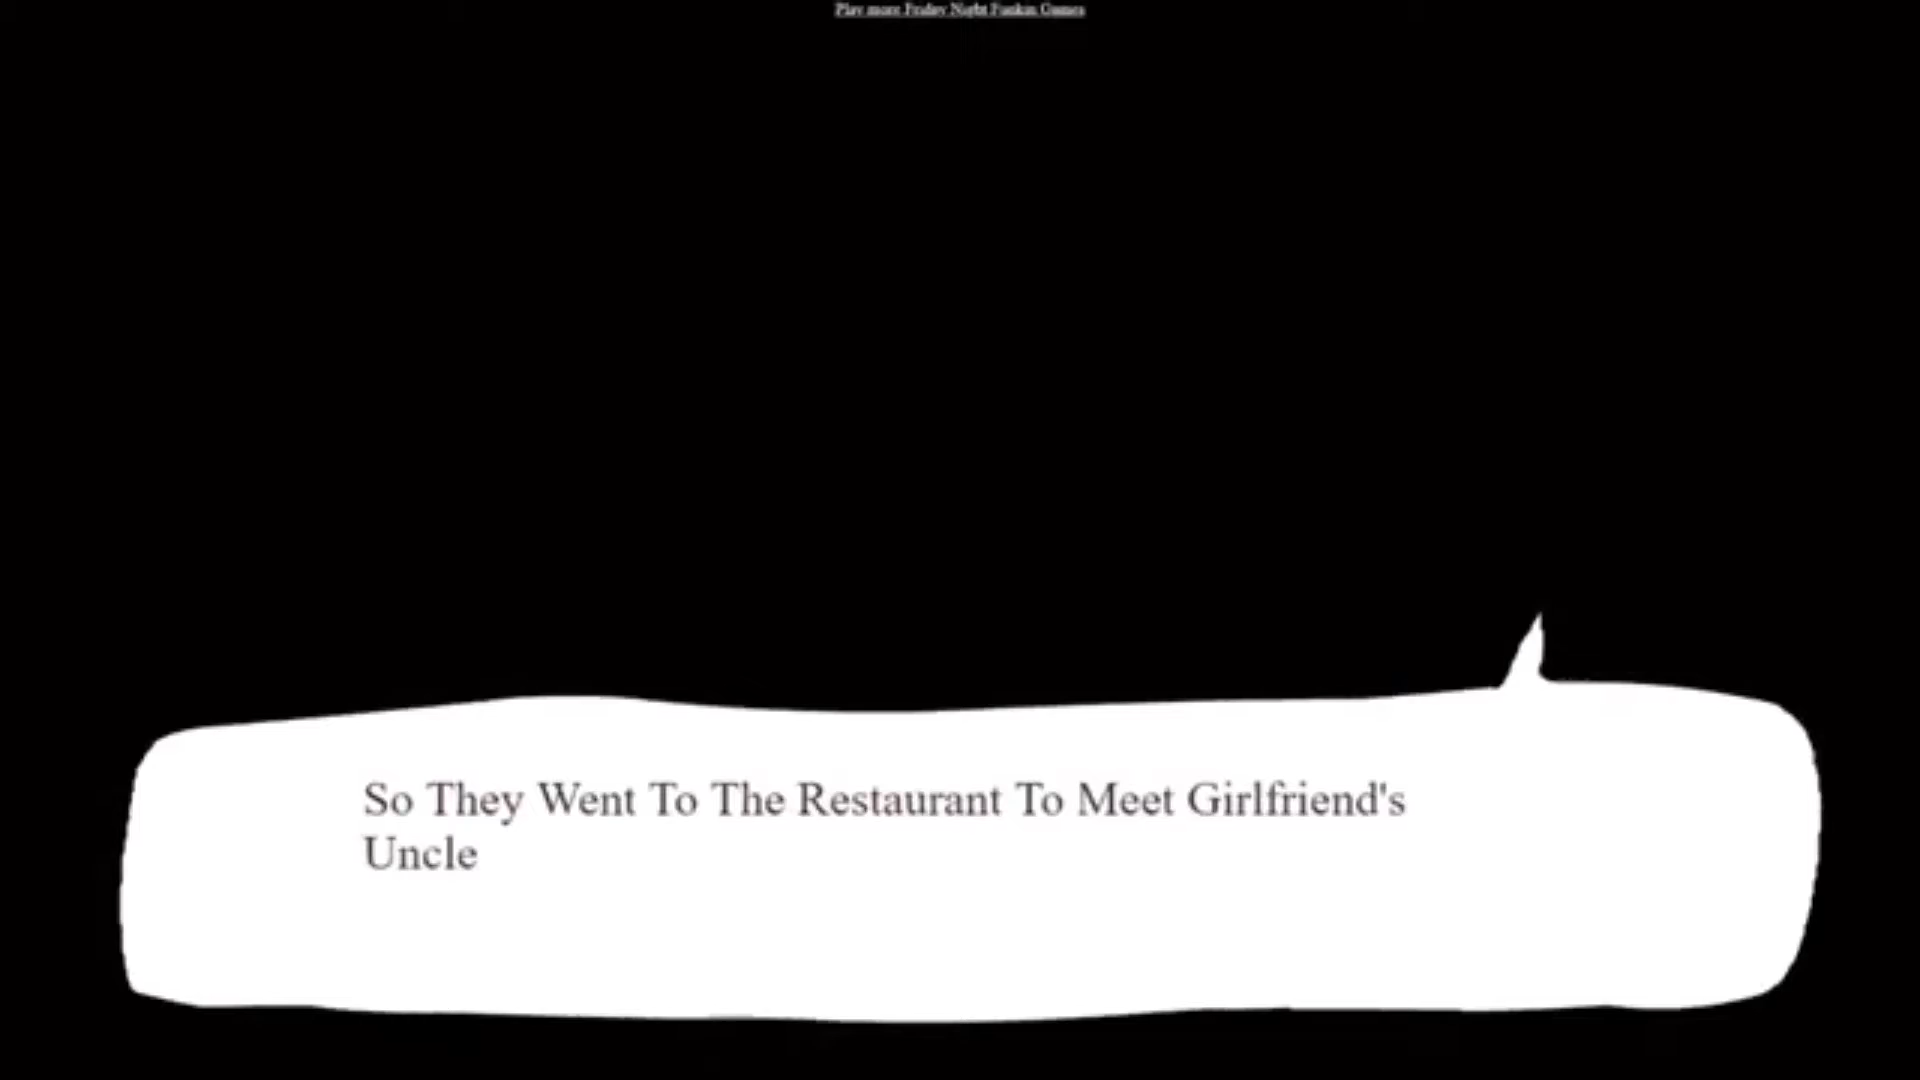 Play more Friday Night Funkin Games
So They Went To The Restaurant To Meet Girlfriend's
Uncle